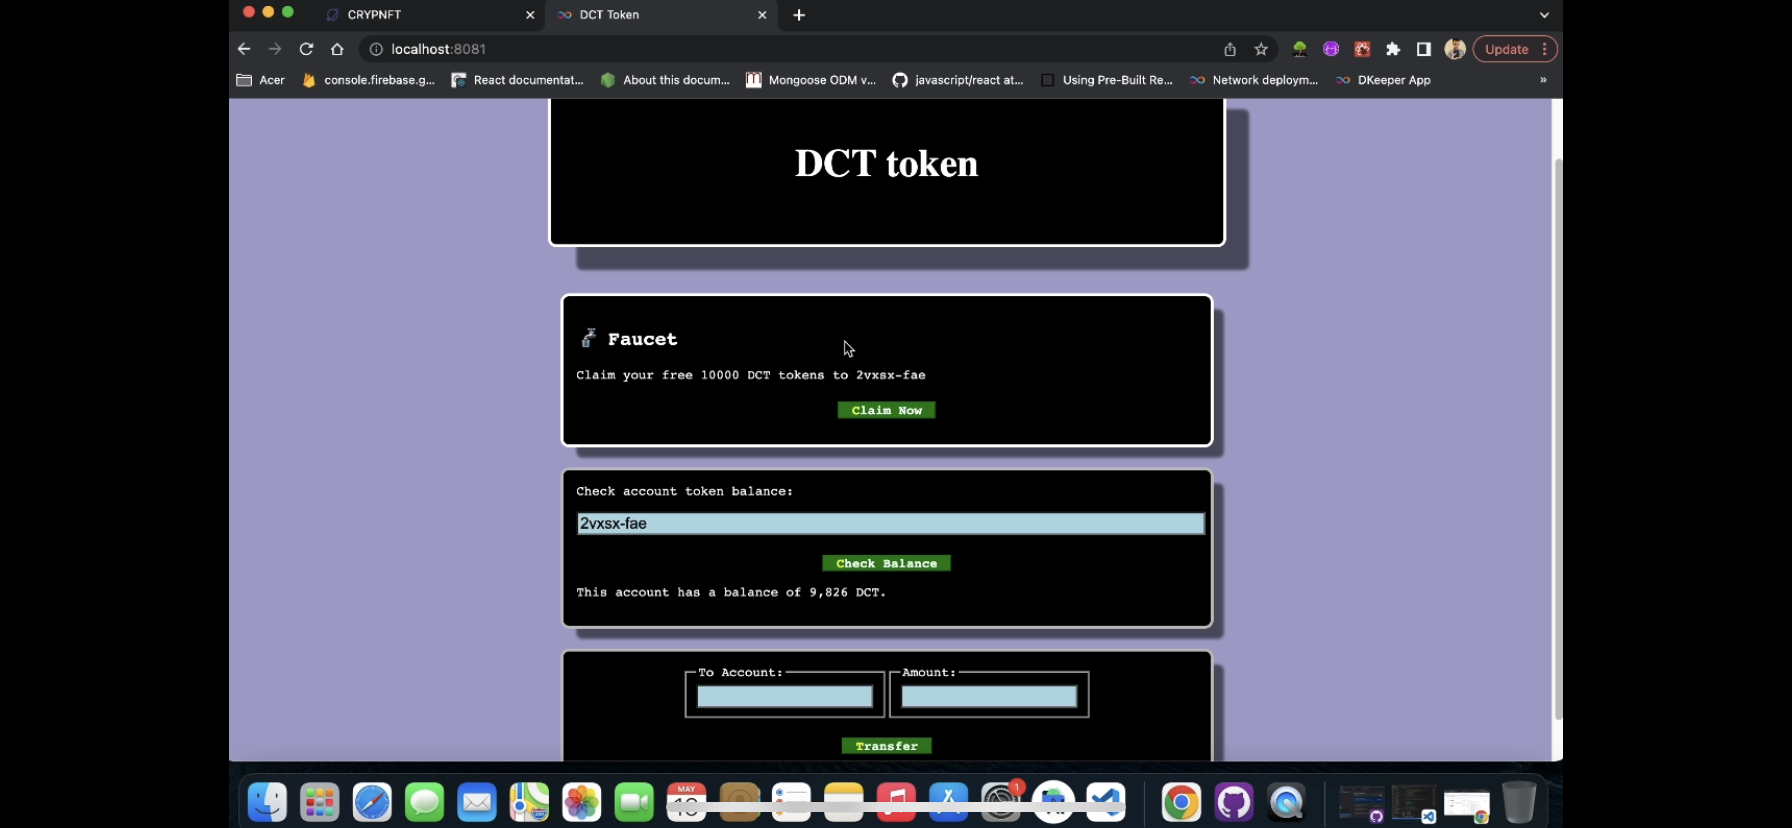 CRYPNFT
DCT Token
localhost:8081
Update
Acer
console.firebase.g...
React documentat...
About this docum...
Mongoose ODM v...
javascript/react at...
Using Pre-Built Re...
Network deploym...
DKeeper App
»
DCT token
Faucet
Claim your free 10000 DCT tokens to 2vxsx-fae
Claim Now
Check account token balance:
2vxsx-fae
Check Balance
This account has a balance of 9,826 DCT.
To Account:
Amount:
Transfer
MAY
1